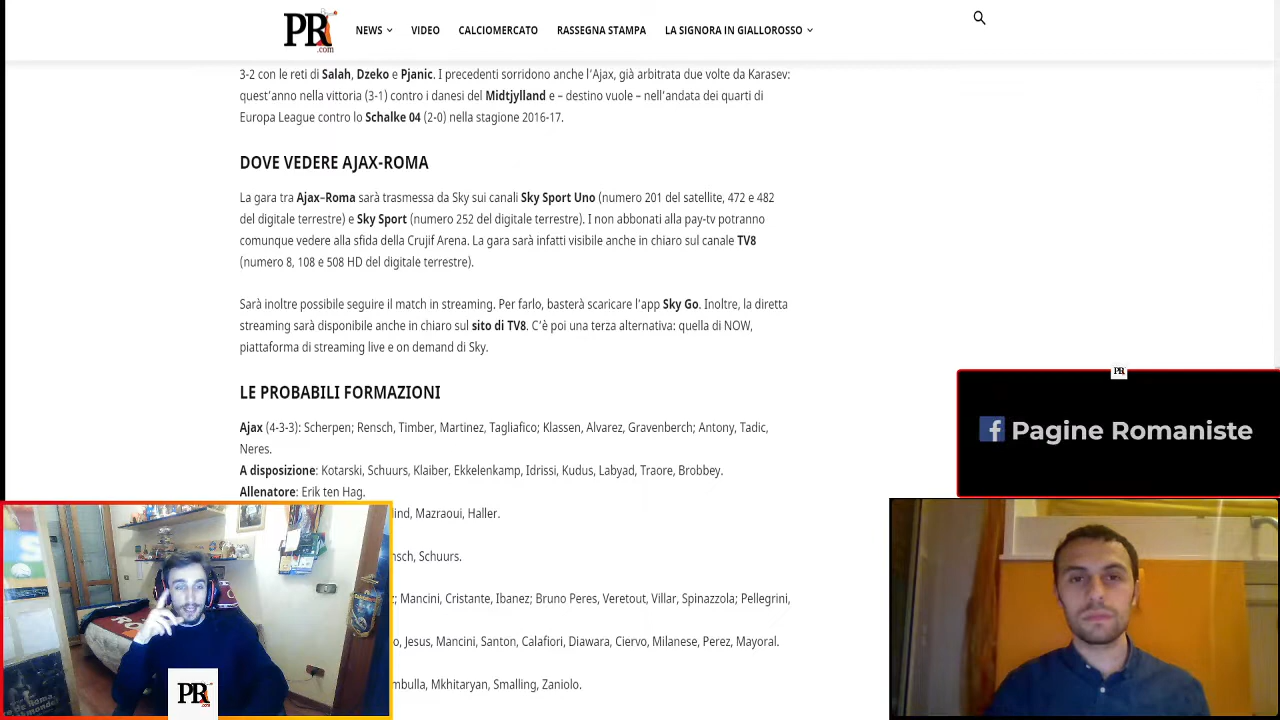 PR
.com
NEWS
VIDEO
CALCIOMERCATO
RASSEGNA STAMPA
LA SIGNORA IN GIALLOROSSO
3-2 con le reti di Salah, Dzeko e Pjanic. I precedenti sorridono anche l'Ajax, già arbitrata due volte da Karasev:
quest'anno nella vittoria (3-1) contro i danesi del Midtjylland e – destino vuole – nell'andata dei quarti di
Europa League contro lo Schalke 04 (2-0) nella stagione 2016-17.
DOVE VEDERE AJAX-ROMA
La gara tra Ajax–Roma sarà trasmessa da Sky sui canali Sky Sport Uno (numero 201 del satellite, 472 e 482
del digitale terrestre) e Sky Sport (numero 252 del digitale terrestre). I non abbonati alla pay-tv potranno
comunque vedere alla sfida della Crujif Arena. La gara sarà infatti visibile anche in chiaro sul canale TV8
(numero 8, 108 e 508 HD del digitale terrestre).
Sarà inoltre possibile seguire il match in streaming. Per farlo, basterà scaricare l'app Sky Go. Inoltre, la diretta
streaming sarà disponibile anche in chiaro sul sito di TV8. C'è poi una terza alternativa: quella di NOW,
piattaforma di streaming live e on demand di Sky.
LE PROBABILI FORMAZIONI
Ajax (4-3-3): Scherpen; Rensch, Timber, Martinez, Tagliafico; Klassen, Alvarez, Gravenberch; Antony, Tadic,
Neres.
A disposizione: Kotarski, Schuurs, Klaiber, Ekkelenkamp, Idrissi, Kudus, Labyad, Traore, Brobbey.
Allenatore: Erik ten Hag.
ind, Mazraoui, Haller.
nsch, Schuurs.
; Mancini, Cristante, Ibanez; Bruno Peres, Veretout, Villar, Spinazzola; Pellegrini,
o, Jesus, Mancini, Santon, Calafiori, Diawara, Ciervo, Milanese, Perez, Mayoral.
mbulla, Mkhitaryan, Smalling, Zaniolo.
PR
Pagine Romaniste
PR
.com